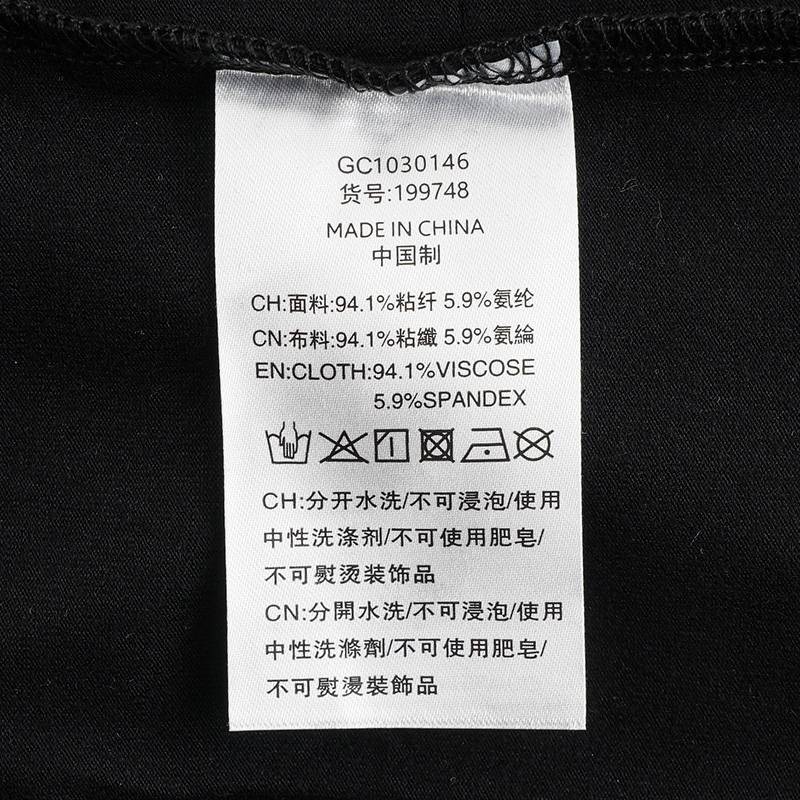 GC1030146
货号:199748
MADE IN CHINA
中国制
CH:面料:94.1%粘纤 5.9%氨纶
CN:布料:94.1%粘纖 5.9%氨綸
EN:CLOTH:94.1%VISCOSE
5.9%SPANDEX
CH:分开水洗/不可浸泡/使用
中性洗涤剂/不可使用肥皂/
不可熨烫装饰品
CN:分開水洗/不可浸泡/使用
中性洗滌劑/不可使用肥皂/
不可熨燙裝飾品